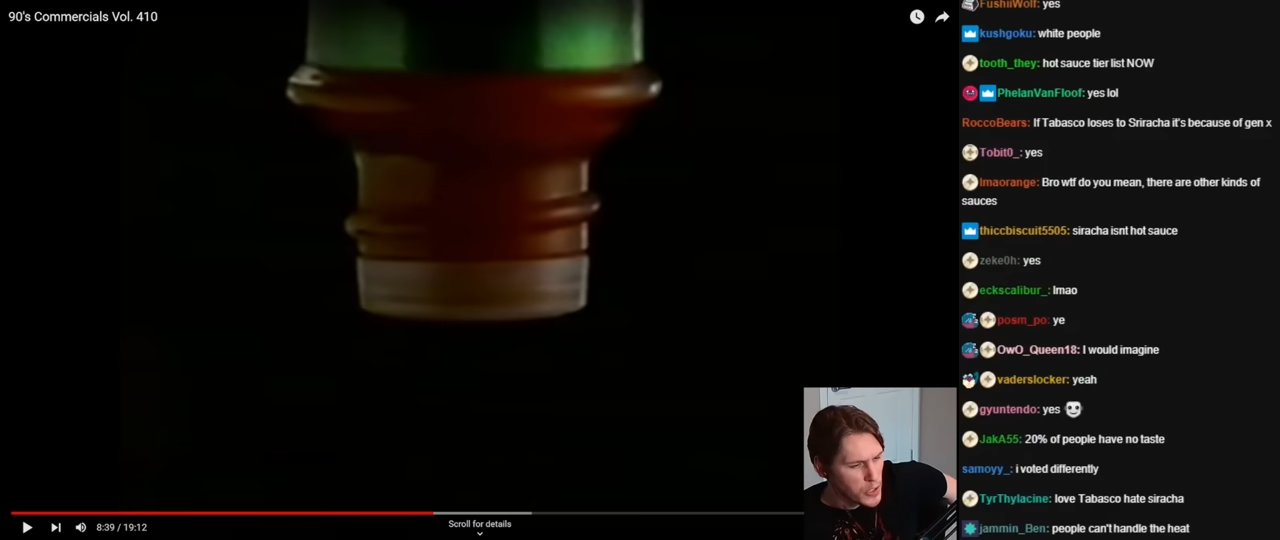 90's Commercials Vol. 410
FushiiWolf: yes
kushgoku: white people
tooth_they: hot sauce tier list NOW
PhelanVanFloof: yes lol
RoccoBears: If Tabasco loses to Sriracha it's because of gen x
Tobit0_: yes
lmaorange: Bro wtf do you mean, there are other kinds of
sauces
thiccbiscuit5505: siracha isnt hot sauce
zeke0h: yes
eckscalibur_: lmao
posm_po: ye
OwO_Queen18: I would imagine
vaderslocker: yeah
gyuntendo: yes
JakA55: 20% of people have no taste
samoyy_: i voted differently
TyrThylacine: love Tabasco hate siracha
jammin_Ben: people can't handle the heat
8:39 / 19:12
Scroll for details